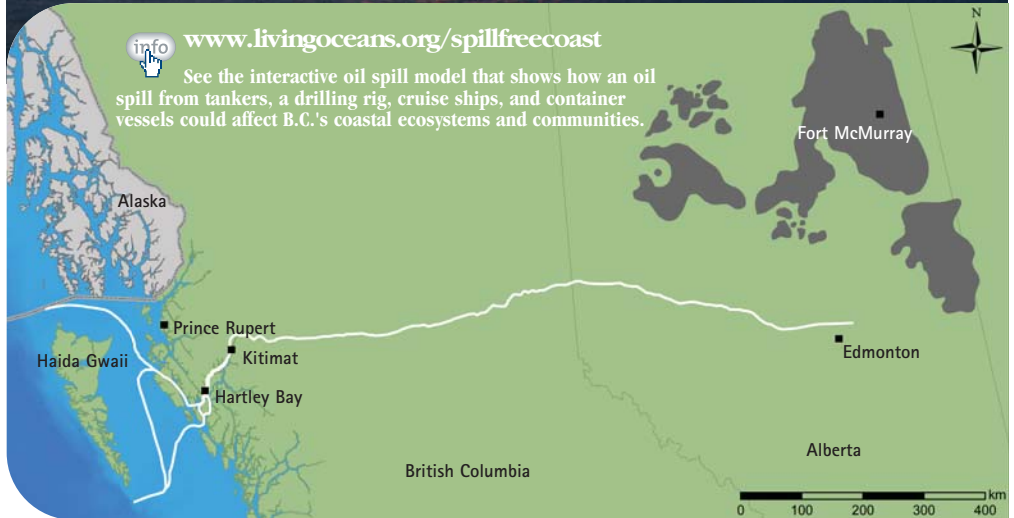 info
www.livingoceans.org/spillfreecoast
See the interactive oil spill model that shows how an oil
spill from tankers, a drilling rig, cruise ships, and container
vessels could affect B.C.'s coastal ecosystems and communities.
N
Fort McMurray
Alaska
Prince Rupert
Haida Gwaii
Kitimat
Edmonton
Hartley Bay
Alberta
British Columbia
km
0 100 200 300 400